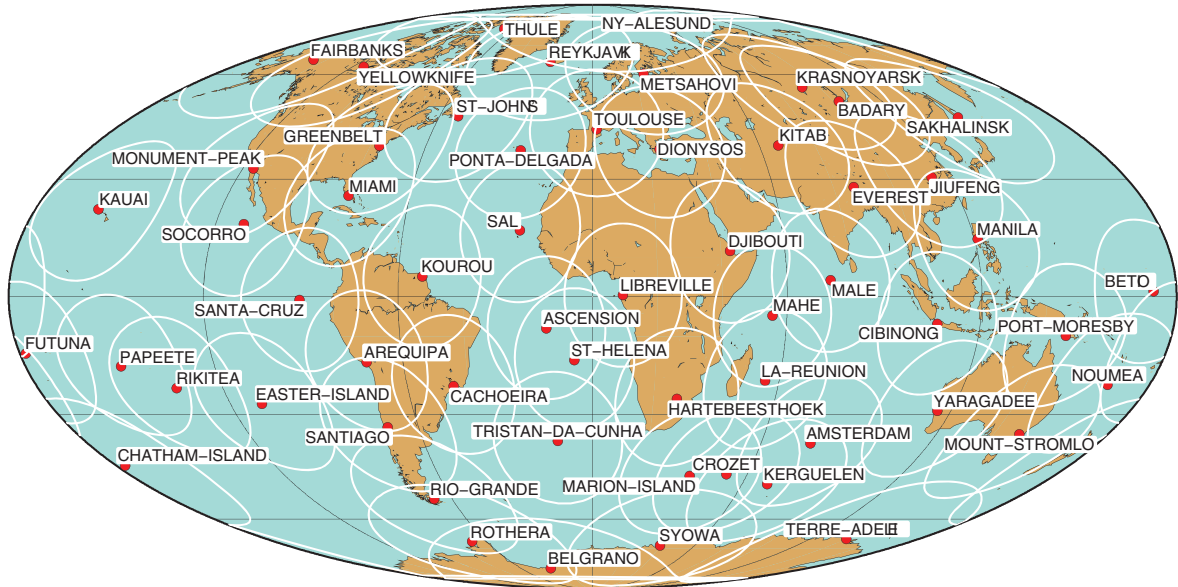 THULE
NY-ALESUND
FAIRBANKS
REYKJAVIK
YELLOWKNIFE
METSAHOVI
KRASNOYARSK
ST-JOHNS
BADARY
TOULOUSE
SAKHALINSK
GREENBELT
KITAB
DIONYSOS
MONUMENT-PEAK
PONTA-DELGADA
MIAMI
JIUFENG
KAUAI
EVEREST
SOCORRO
SAL
MANILA
DJIBOUTI
KOUROU
LIBREVILLE
BETIO
MALE
SANTA-CRUZ
MAHE
ASCENSION
CIBINONG
PORT-MORESBY
FUTUNA
PAPEETE
AREQUIPA
ST-HELENA
RIKITEA
LA-REUNION
NOUMEA
EASTER-ISLAND
CACHOEIRA
YARAGADEE
HARTEBEESTHOEK
SANTIAGO
TRISTAN-DA-CUNHA
AMSTERDAM
MOUNT-STROMLO
CHATHAM-ISLAND
CROZET
KERGUELEN
MARION-ISLAND
RIO-GRANDE
ROTHERA
SYOWA
TERRE-ADELIE
BELGRANO